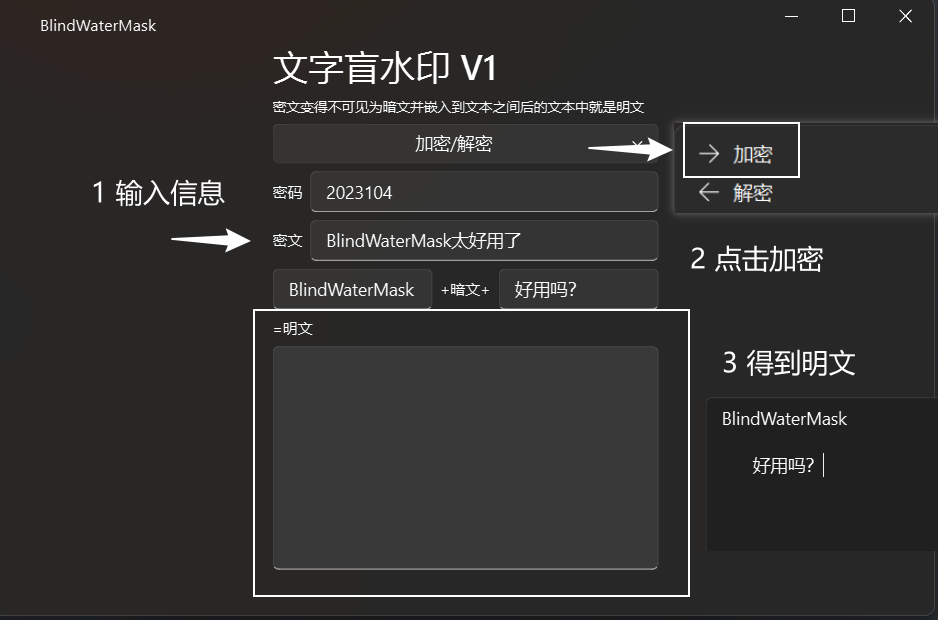 BlindWaterMask
文字盲水印 V1
密文变得不可见为暗文并嵌入到文本之间后的文本中就是明文
加密/解密
加密
解密
1 输入信息
密码 2023104
密文 BlindWaterMask太好用了
2 点击加密
BlindWaterMask +暗文+ 好用吗?
=明文
3 得到明文
BlindWaterMask
好用吗?